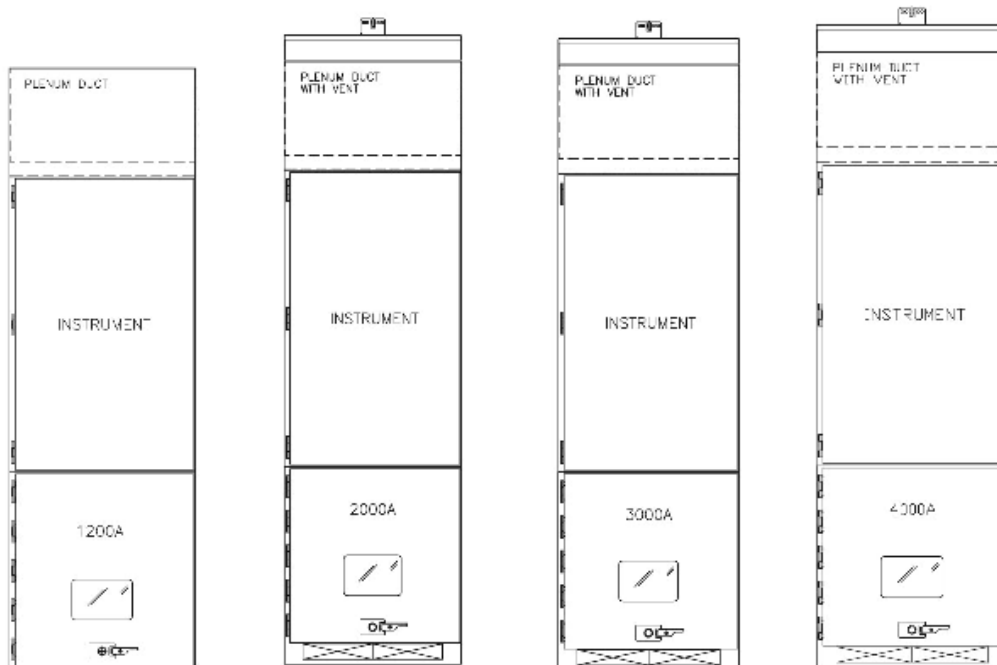 PLENUM DUCT
INSTRUMENT
1200A
PLENUM DUCT
WITH VENT
INSTRUMENT
2000A
PLENUM DUCT
WITH VENT
INSTRUMENT
3000A
PLENUM DUCT
WITH VENT
INSTRUMENT
4000A